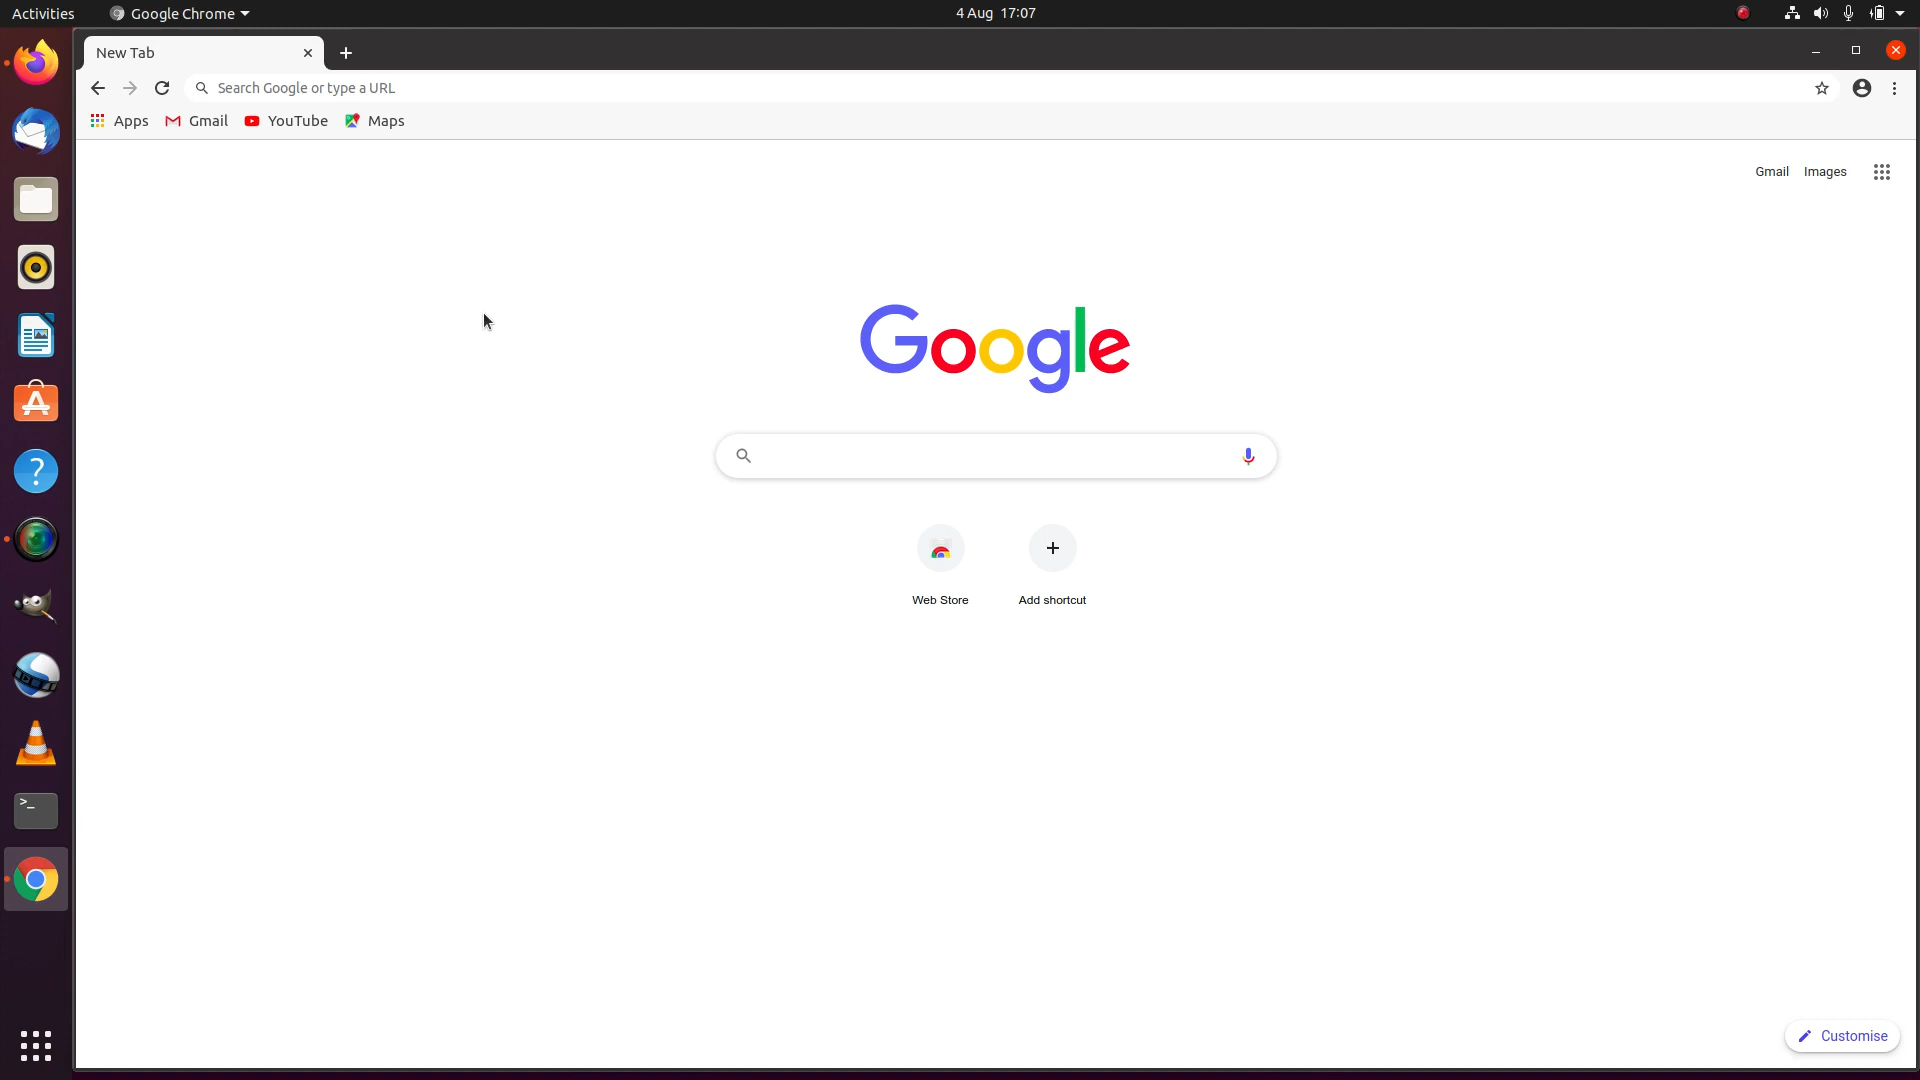 Activities Google Chrome 4 Aug 17:07
New Tab
Search Google or type a URL
Apps Gmail YouTube Maps
Gmail Images
Google
Web Store Add shortcut
Customise